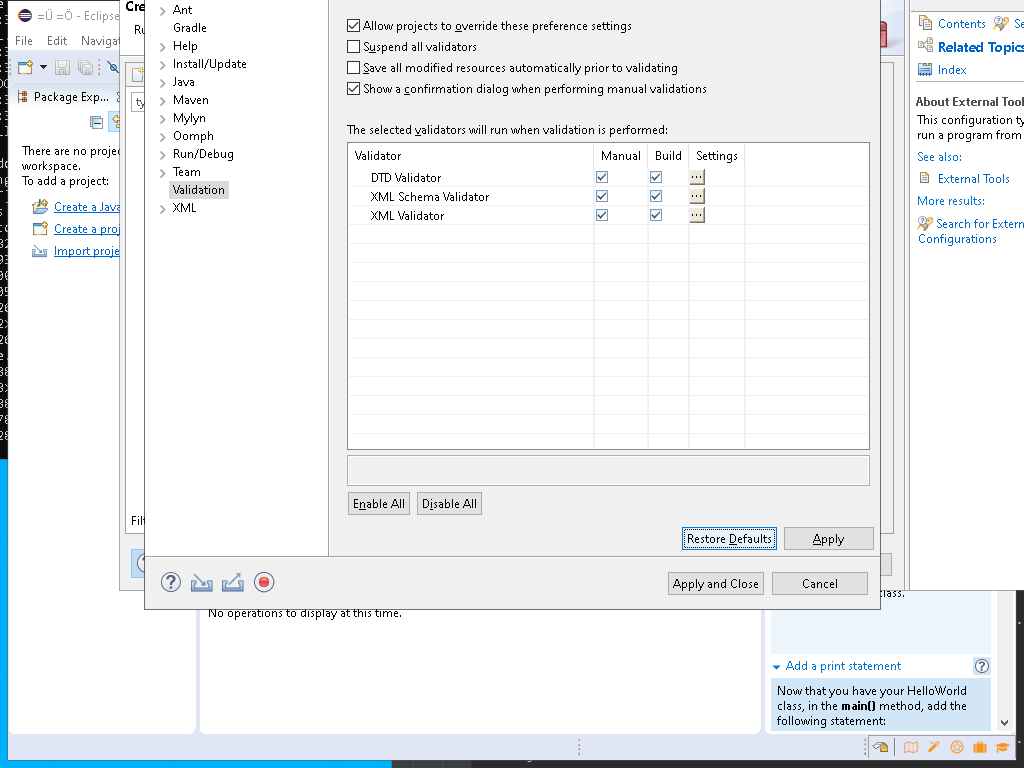 =Ü =Ö - Eclipse
File Edit Naviga
Package Exp...
There are no proje
workspace.
To add a project:
Create a Java
Create a proj
Import proje
Cre
Ru
ty
Filt
Ant
Gradle
Help
Install/Update
Java
Maven
Mylyn
Oomph
Run/Debug
Team
Validation
XML
Allow projects to override these preference settings
Suspend all validators
Save all modified resources automatically prior to validating
Show a confirmation dialog when performing manual validations
The selected validators will run when validation is performed:
Validator Manual Build Settings
DTD Validator ...
XML Schema Validator ...
XML Validator ...
Enable All Disable All
Restore Defaults Apply
Apply and Close Cancel
Contents Se
Related Topics
Index
About External Tool
This configuration ty
run a program from
See also:
External Tools
More results:
Search for Extern
Configurations
No operations to display at this time.
class.
Add a print statement
Now that you have your HelloWorld
class, in the main() method, add the
following statement: